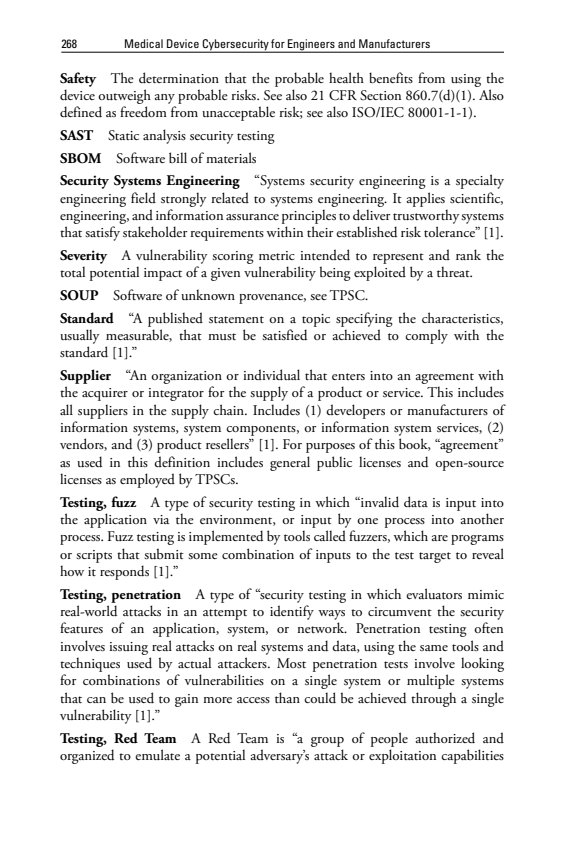 268 Medical Device Cybersecurity for Engineers and Manufacturers
Safety The determination that the probable health benefits from using the
device outweigh any probable risks. See also 21 CFR Section 860.7(d)(1). Also
defined as freedom from unacceptable risk; see also ISO/IEC 80001-1-1).
SAST Static analysis security testing
SBOM Software bill of materials
Security Systems Engineering “Systems security engineering is a specialty
engineering field strongly related to systems engineering. It applies scientific,
engineering, and information assurance principles to deliver trustworthy systems
that satisfy stakeholder requirements within their established risk tolerance” [1].
Severity A vulnerability scoring metric intended to represent and rank the
total potential impact of a given vulnerability being exploited by a threat.
SOUP Software of unknown provenance, see TPSC.
Standard “A published statement on a topic specifying the characteristics,
usually measurable, that must be satisfied or achieved to comply with the
standard [1].”
Supplier “An organization or individual that enters into an agreement with
the acquirer or integrator for the supply of a product or service. This includes
all suppliers in the supply chain. Includes (1) developers or manufacturers of
information systems, system components, or information system services, (2)
vendors, and (3) product resellers” [1]. For purposes of this book, “agreement”
as used in this definition includes general public licenses and open-source
licenses as employed by TPSCs.
Testing, fuzz A type of security testing in which “invalid data is input into
the application via the environment, or input by one process into another
process. Fuzz testing is implemented by tools called fuzzers, which are programs
or scripts that submit some combination of inputs to the test target to reveal
how it responds [1].”
Testing, penetration A type of “security testing in which evaluators mimic
real-world attacks in an attempt to identify ways to circumvent the security
features of an application, system, or network. Penetration testing often
involves issuing real attacks on real systems and data, using the same tools and
techniques used by actual attackers. Most penetration tests involve looking
for combinations of vulnerabilities on a single system or multiple systems
that can be used to gain more access than could be achieved through a single
vulnerability [1].”
Testing, Red Team A Red Team is “a group of people authorized and
organized to emulate a potential adversary’s attack or exploitation capabilities